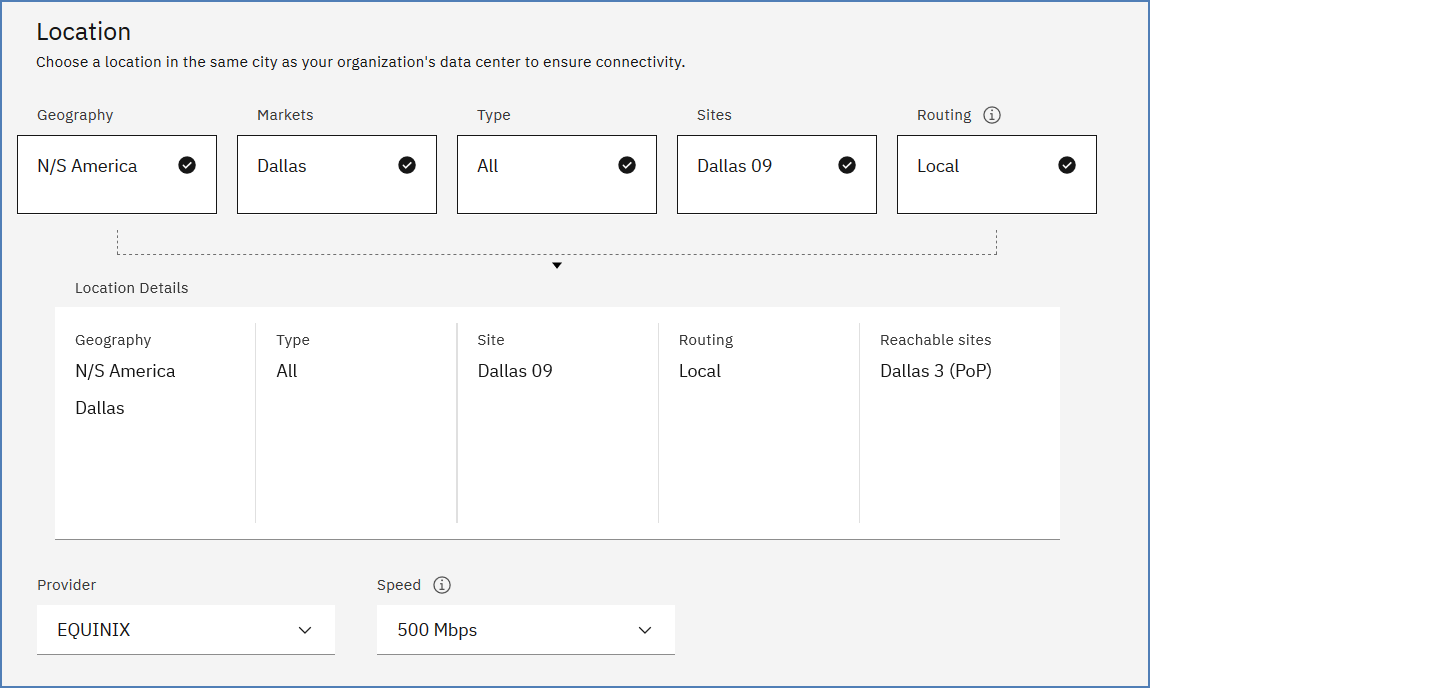 Location
Choose a location in the same city as your organization's data center to ensure connectivity.
Geography Markets Type Sites Routing
N/S America Dallas All Dallas 09 Local
Location Details
Geography Type Site Routing Reachable sites
N/S America All Dallas 09 Local Dallas 3 (PoP)
Dallas
Provider Speed
EQUINIX 500 Mbps